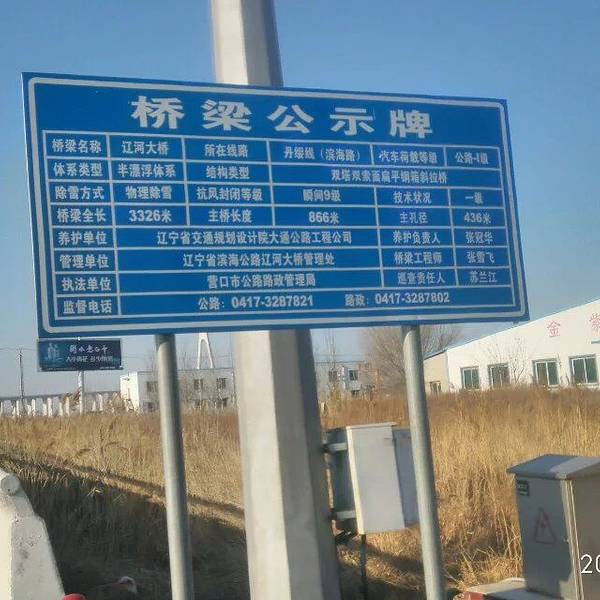 桥梁公示牌
桥梁名称 辽河大桥 所在线路 丹绥线（滨海路） 汽车荷载等级 公路-Ⅰ级
体系类型 半漂浮体系 结构类型 双塔双索面扁平钢箱斜拉桥
除雪方式 物理除雪 抗风封闭等级 瞬间9级 技术状况 一级
桥梁全长 3326米 主桥长度 866米 主孔径 436米
养护单位 辽宁省交通规划设计院大通公路工程公司 养护负责人 张冠华
管理单位 辽宁省滨海公路辽河大桥管理处 桥梁工程师 张雪飞
执法单位 营口市公路路政管理局 巡查责任人 苏兰江
监督电话 公路：0417-3287821 路政：0417-3287802
金紫
20